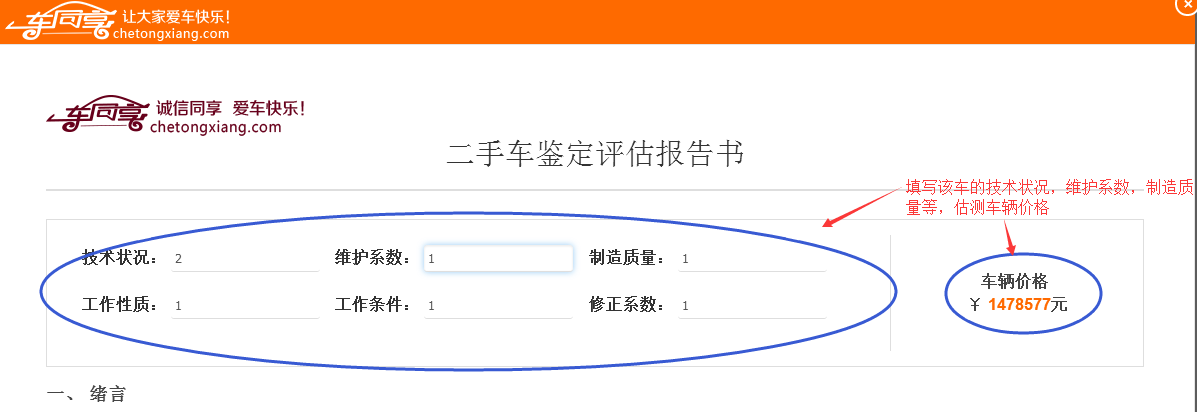 车同享 让大家爱车快乐!
chetongxiang.com
×
车同享 诚信同享 爱车快乐!
chetongxiang.com
二手车鉴定评估报告书
填写该车的技术状况，维护系数，制造质
量等，估测车辆价格
技术状况： 2 维护系数： 1 制造质量： 1
工作性质： 1 工作条件： 1 修正系数： 1
车辆价格
￥ 1478577元
一、 绪言